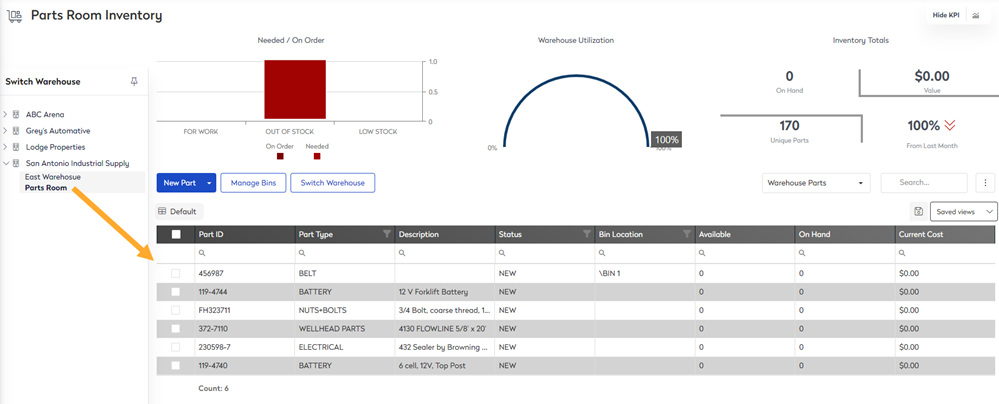 Parts Room Inventory
Hide KPI
Needed / On Order
Warehouse Utilization
Inventory Totals
1.0
0.5
0
FOR WORK
OUT OF STOCK
LOW STOCK
On Order
Needed
0%
100%
100%
0
On Hand
$0.00
Value
170
Unique Parts
100%
From Last Month
Switch Warehouse
ABC Arena
Grey's Automative
Lodge Properties
San Antonio Industrial Supply
East Warehosue
Parts Room
New Part
Manage Bins
Switch Warehouse
Warehouse Parts
Search...
Default
Saved views
Part ID Part Type Description Status Bin Location Available On Hand Current Cost
456987 BELT NEW \BIN 1 0 0 $0.00
119-4744 BATTERY 12 V Forklift Battery NEW 0 0 $0.00
FH323711 NUTS+BOLTS 3/4 Bolt, coarse thread, 1... NEW 0 0 $0.00
372-7110 WELLHEAD PARTS 4130 FLOWLINE 5/8' x 20' NEW 0 0 $0.00
230598-7 ELECTRICAL 432 Sealer by Browning ... NEW 0 0 $0.00
119-4740 BATTERY 6 cell, 12V, Top Post NEW 0 0 $0.00
Count: 6